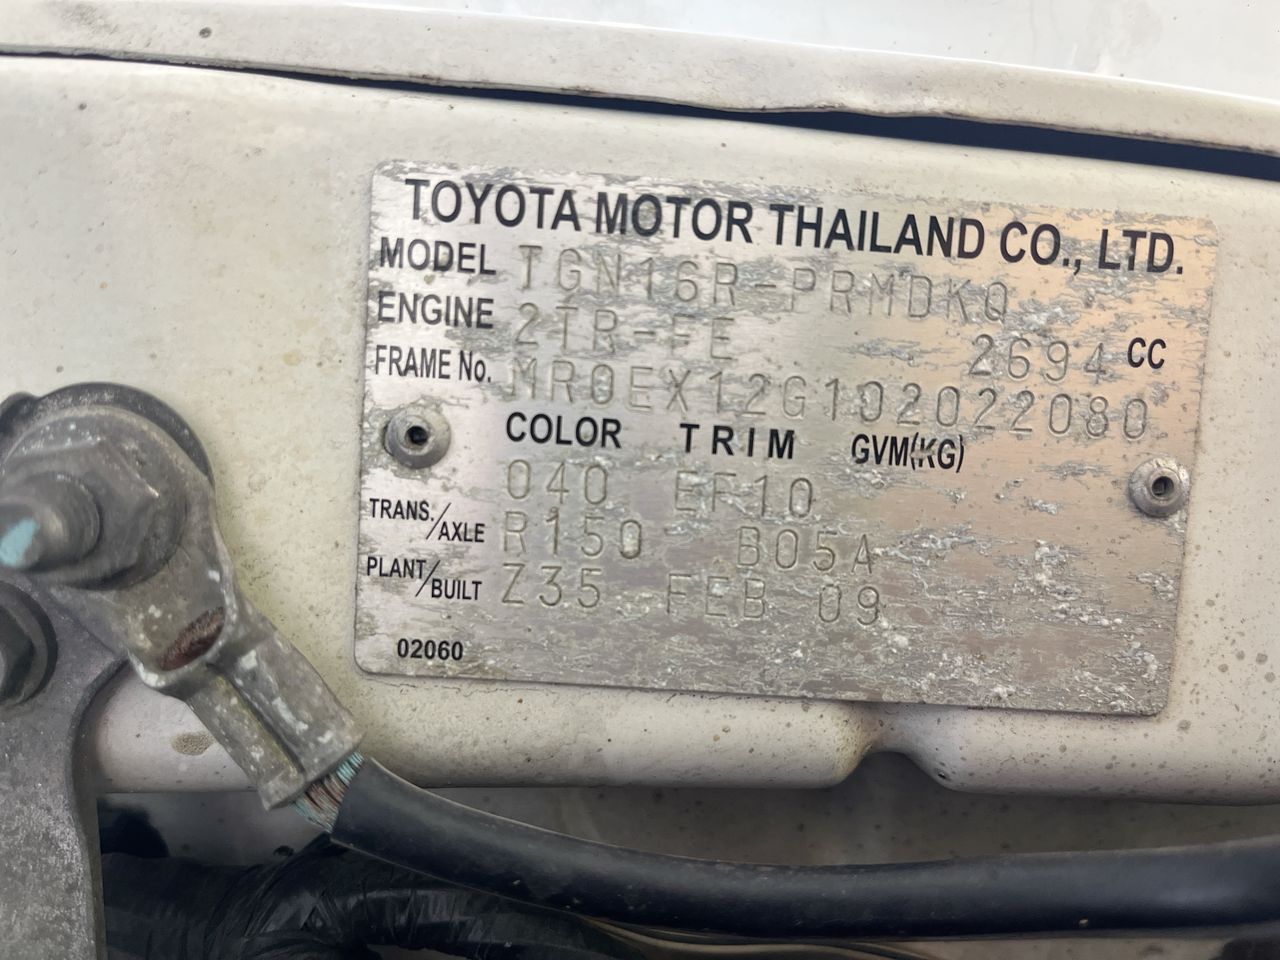 TOYOTA MOTOR THAILAND CO., LTD.
MODEL TGN16R-PRMDKQ
ENGINE 2TR-FE 2694 CC
FRAME No. MR0EX12G102022080
COLOR TRIM GVM(KG)
040 EF10
TRANS./AXLE R150 B05A
PLANT/BUILT Z35 FEB 09
02060